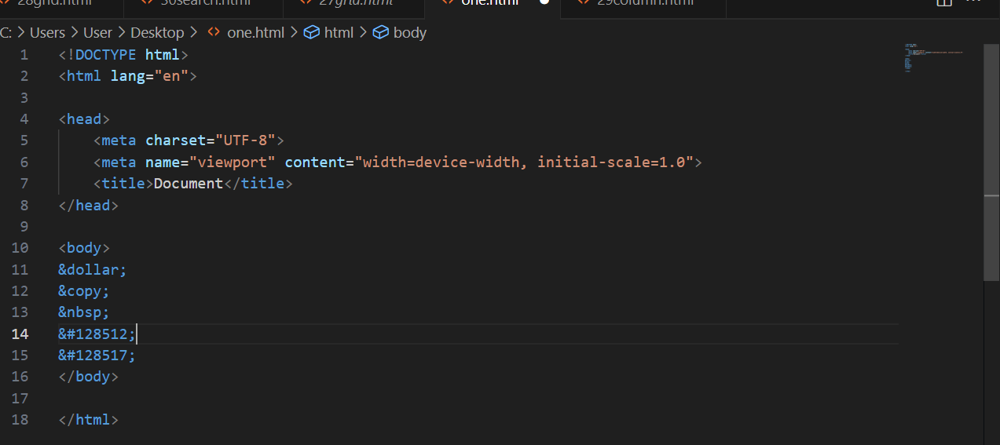 28grid.html 30search.html 27grid.html one.html 29column.html
C: > Users > User > Desktop > one.html > html > body
1 <!DOCTYPE html>
2 <html lang="en">
3
4 <head>
5 <meta charset="UTF-8">
6 <meta name="viewport" content="width=device-width, initial-scale=1.0">
7 <title>Document</title>
8 </head>
9
10 <body>
11 &dollar;
12 &copy;
13 &nbsp;
14 &#128512;
15 &#128517;
16 </body>
17
18 </html>